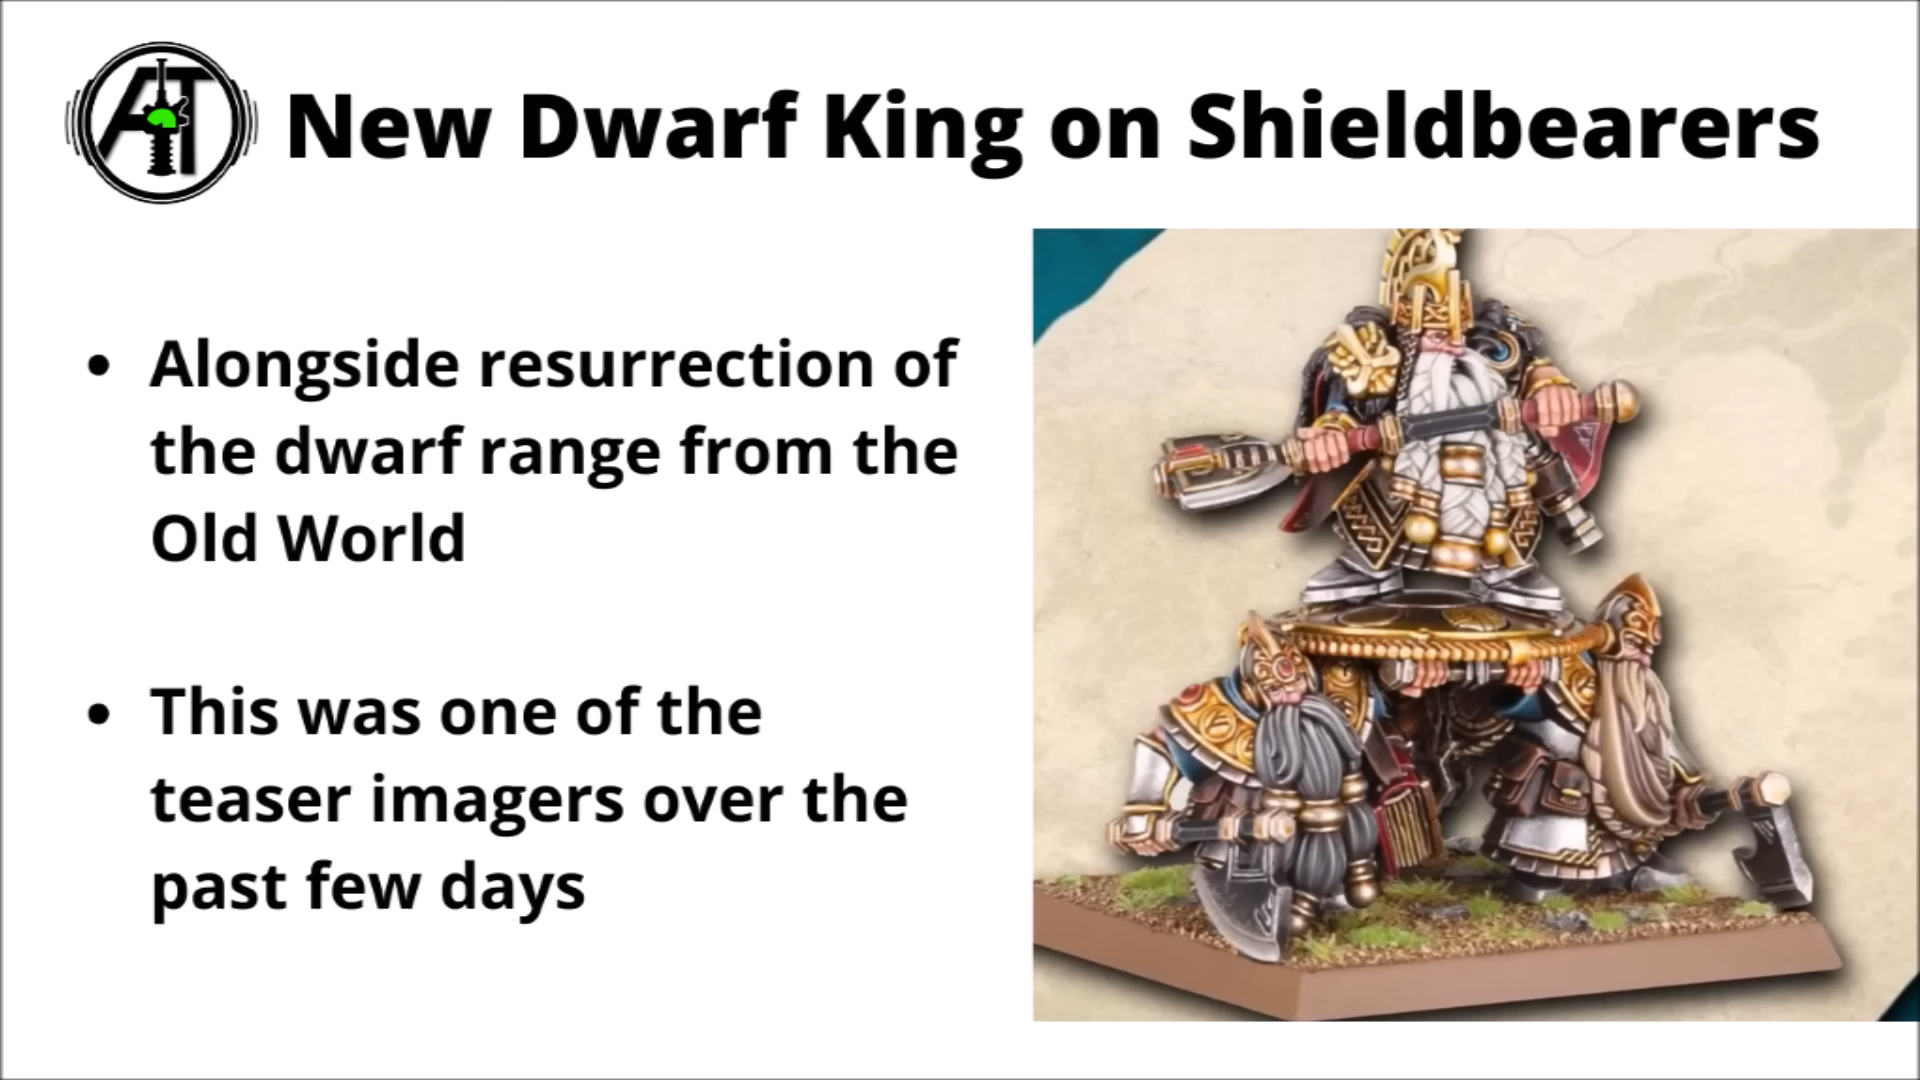 AT
New Dwarf King on Shieldbearers
• Alongside resurrection of
the dwarf range from the
Old World
• This was one of the
teaser imagers over the
past few days